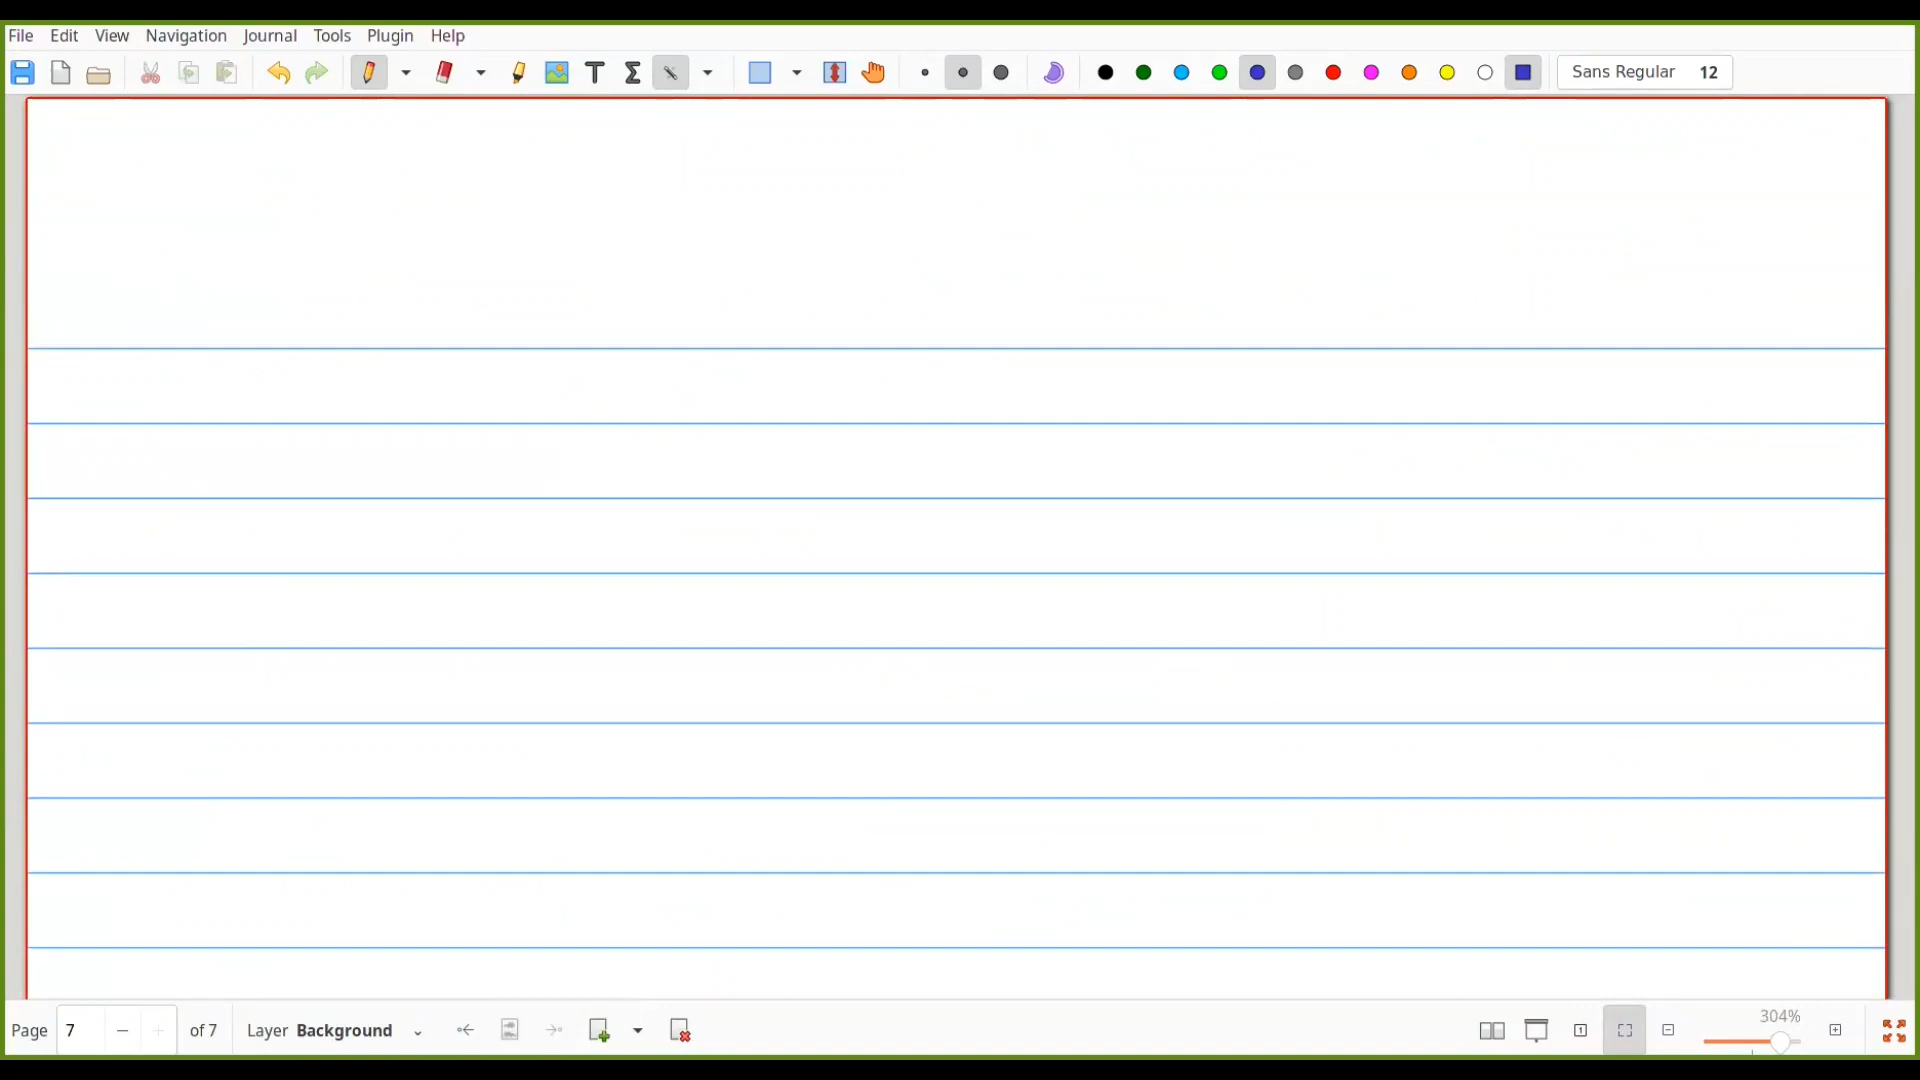 File Edit View Navigation Journal Tools Plugin Help
Sans Regular 12
304%
Page 7 of 7 Layer Background